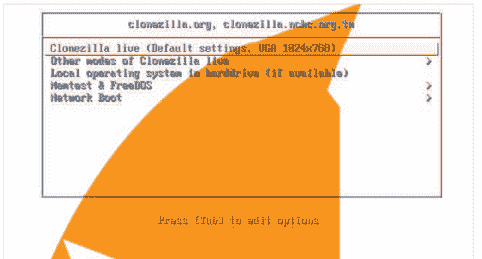 clonezilla.org, clonezilla.nchc.org.tw
Clonezilla live (Default settings, VGA 1024x768)
Other modes of Clonezilla live >
Local operating system in harddrive (if available) >
Memtest & FreeDOS >
Network Boot >
Press [Tab] to edit options